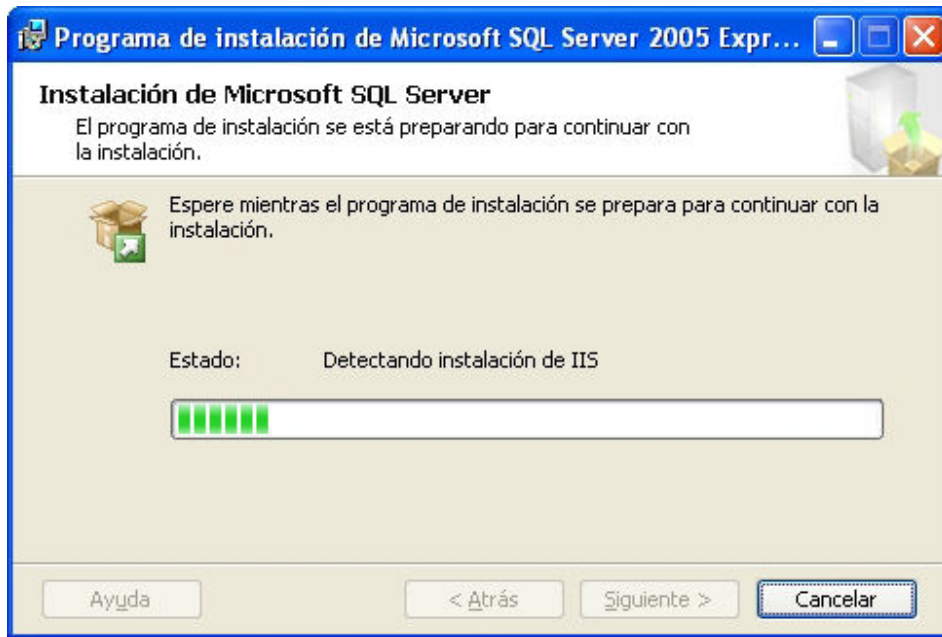 Programa de instalación de Microsoft SQL Server 2005 Expr...
Instalación de Microsoft SQL Server
El programa de instalación se está preparando para continuar con
la instalación.
Espere mientras el programa de instalación se prepara para continuar con la
instalación.
Estado: Detectando instalación de IIS
Ayuda < Atrás Siguiente > Cancelar